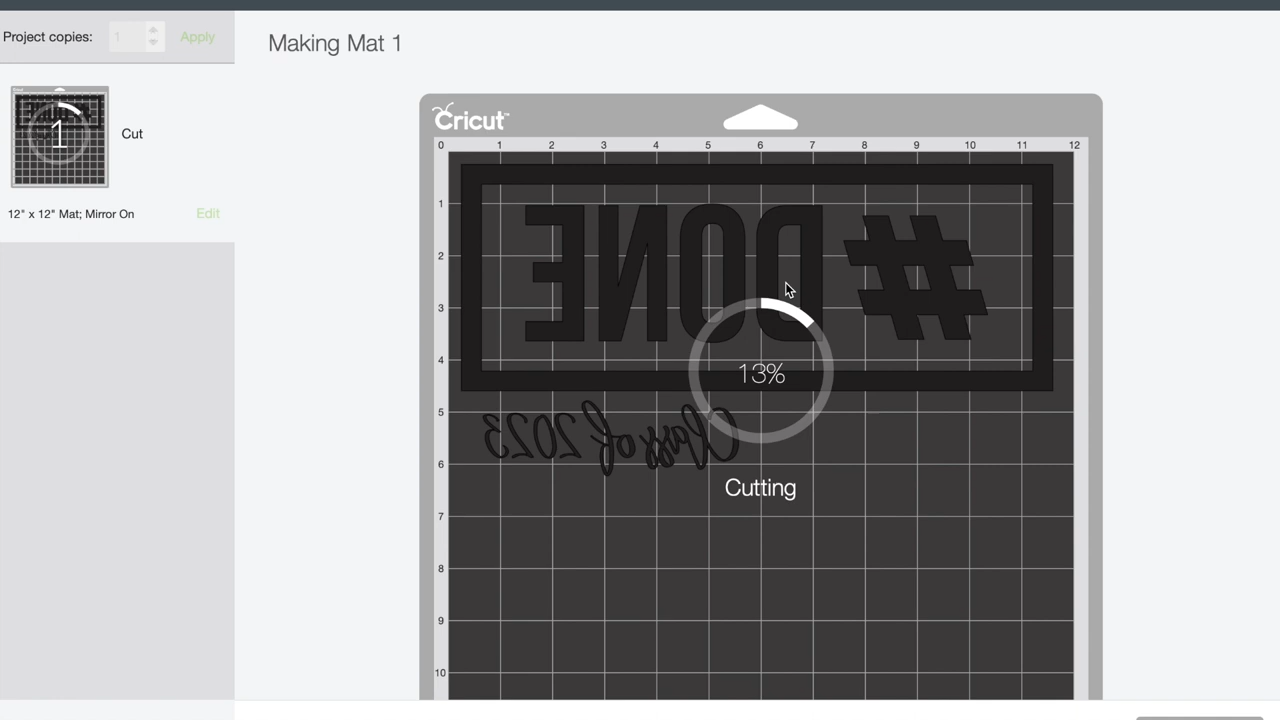 Project copies: 1 Apply
Making Mat 1
1
Cut
12" x 12" Mat; Mirror On
Edit
Cricut™
0 1 2 3 4 5 6 7 8 9 10 11 12
1
2
3
4
5
6
7
8
9
10
#DONE
Class of 2023
13%
Cutting